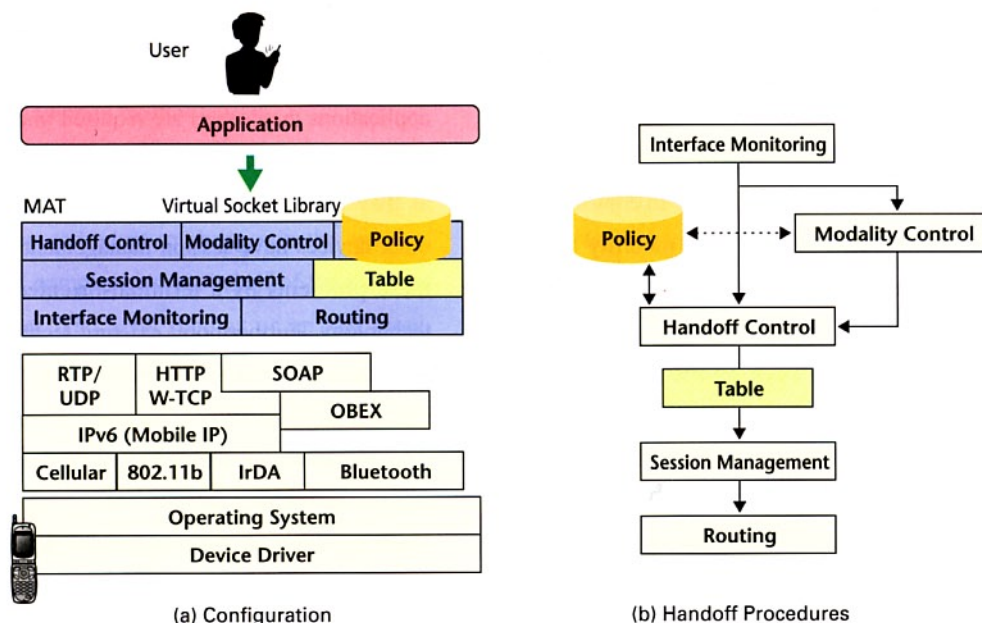 User
Application
MAT
Virtual Socket Library
Handoff Control
Modality Control
Policy
Session Management
Table
Interface Monitoring
Routing
RTP/
UDP
HTTP
W-TCP
SOAP
OBEX
IPv6 (Mobile IP)
Cellular
802.11b
IrDA
Bluetooth
Operating System
Device Driver
(a) Configuration
Interface Monitoring
Policy
Modality Control
Handoff Control
Table
Session Management
Routing
(b) Handoff Procedures